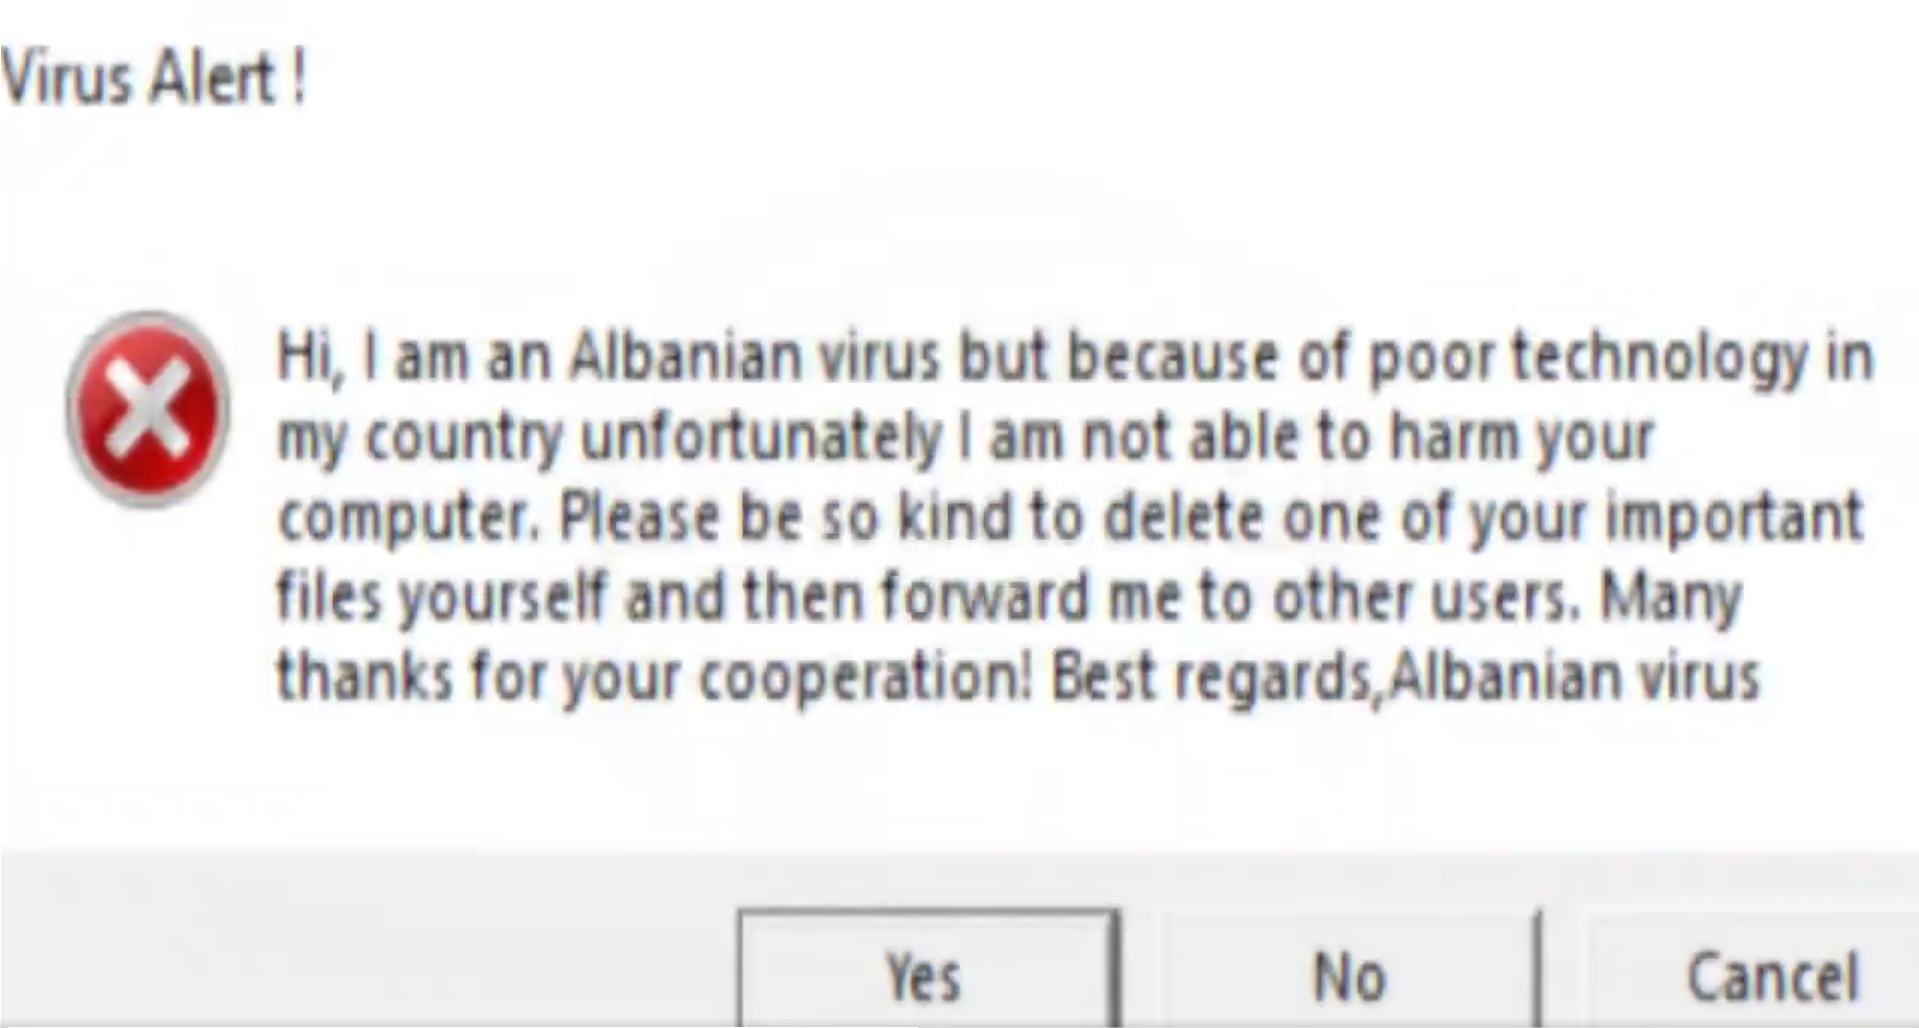 Virus Alert !
Hi, I am an Albanian virus but because of poor technology in
my country unfortunately I am not able to harm your
computer. Please be so kind to delete one of your important
files yourself and then forward me to other users. Many
thanks for your cooperation! Best regards,Albanian virus
Yes No Cancel